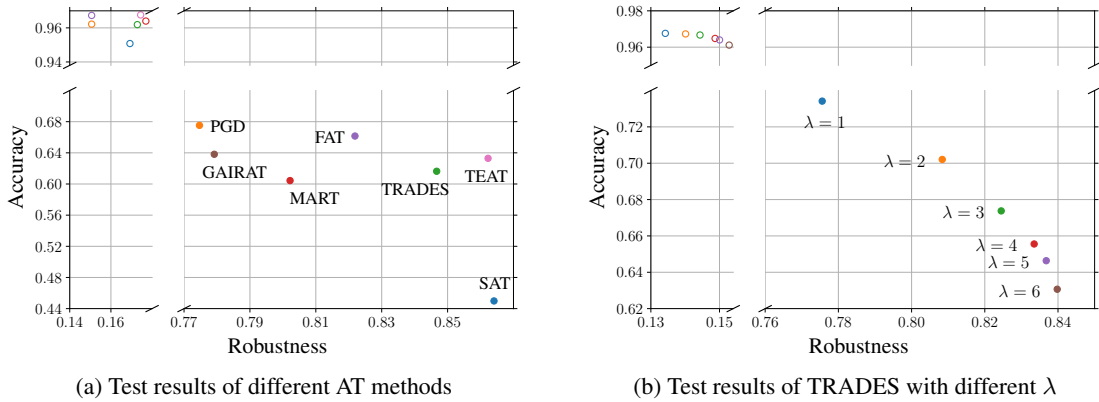 0.96
0.94
0.68
0.64
0.60
0.56
0.52
0.48
0.44
Accuracy
PGD
FAT
GAIRAT
TEAT
TRADES
MART
SAT
0.14 0.16 0.77 0.79 0.81 0.83 0.85
Robustness
(a) Test results of different AT methods
0.98
0.96
0.72
0.70
0.68
0.66
0.64
0.62
Accuracy
λ = 1
λ = 2
λ = 3
λ = 4
λ = 5
λ = 6
0.13 0.15 0.76 0.78 0.80 0.82 0.84
Robustness
(b) Test results of TRADES with different λ